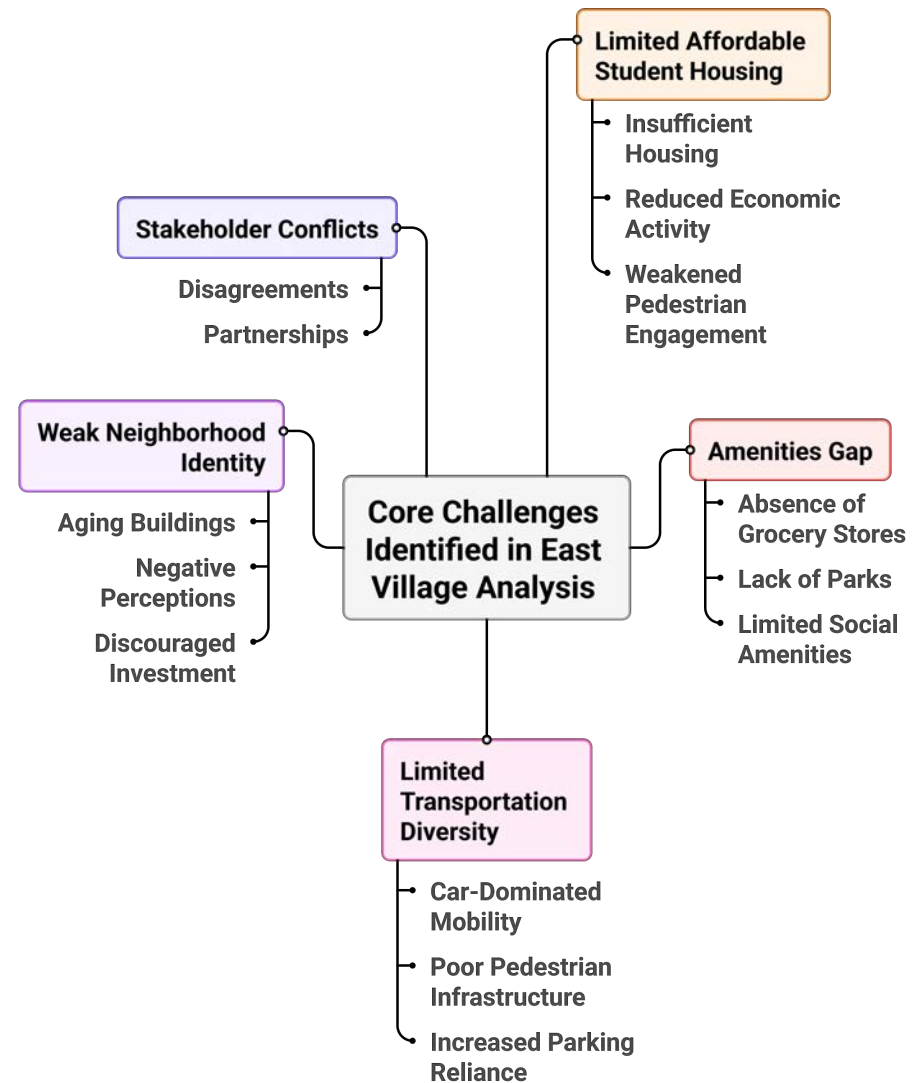 Limited Affordable
Student Housing
Insufficient
Housing
Reduced Economic
Activity
Weakened
Pedestrian
Engagement
Stakeholder Conflicts
Disagreements
Partnerships
Weak Neighborhood
Identity
Aging Buildings
Negative
Perceptions
Discouraged
Investment
Core Challenges
Identified in East
Village Analysis
Amenities Gap
Absence of
Grocery Stores
Lack of Parks
Limited Social
Amenities
Limited
Transportation
Diversity
Car-Dominated
Mobility
Poor Pedestrian
Infrastructure
Increased Parking
Reliance